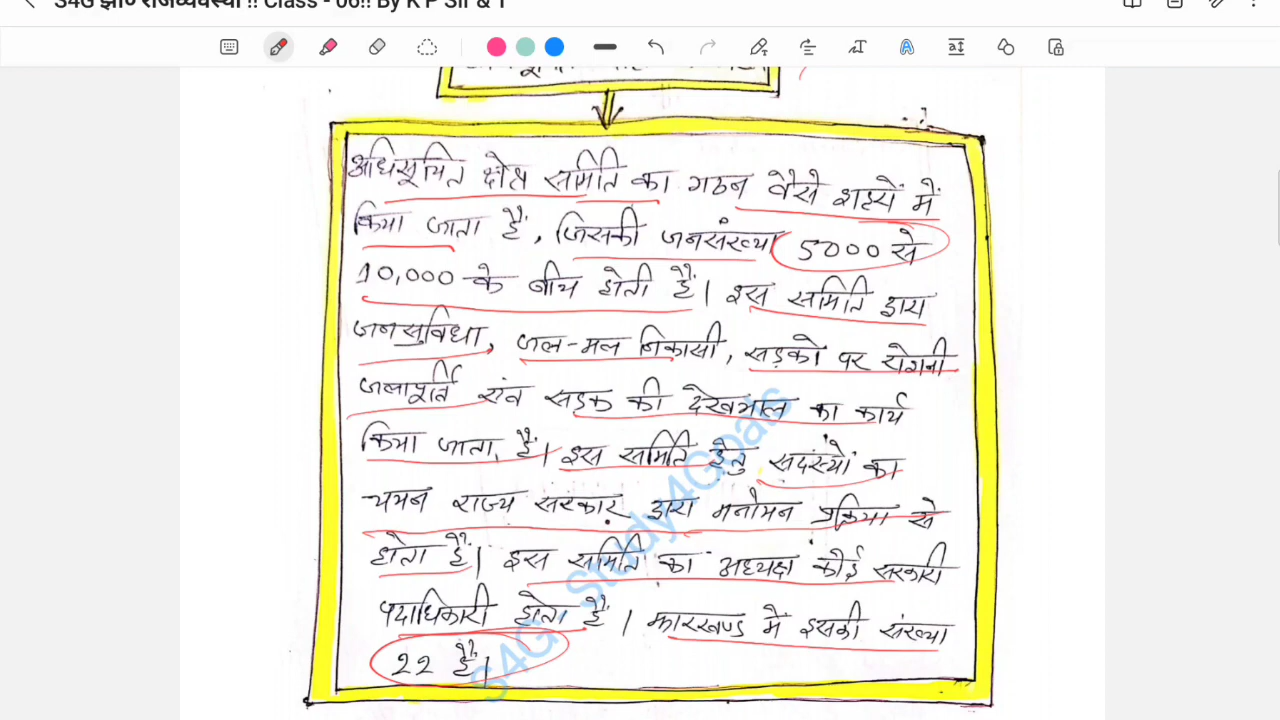 S4G झा० राजव्यवस्था !! Class - 06!! By K P Sir & T
अधिसूचित क्षेत्र समिति का गठन वैसे शहरों में
किया जाता है, जिसकी जनसंख्या 5000 से
10,000 के बीच होती है। इस समिति द्वारा
जनसुविधा, जल-मल निकासी, सड़को पर रोशनी
जलापूर्ति एंव सड़क की देखभाल का कार्य
किया जाता है। इस समिति हेतु सदस्यों का
चयन राज्य सरकार द्वारा मनोनयन प्रक्रिया से
होता है। इस समिति का अध्यक्ष कोई सरकारी
पदाधिकारी होता है। झारखण्ड में इसकी संख्या
22 है।
S4G Study4Goals